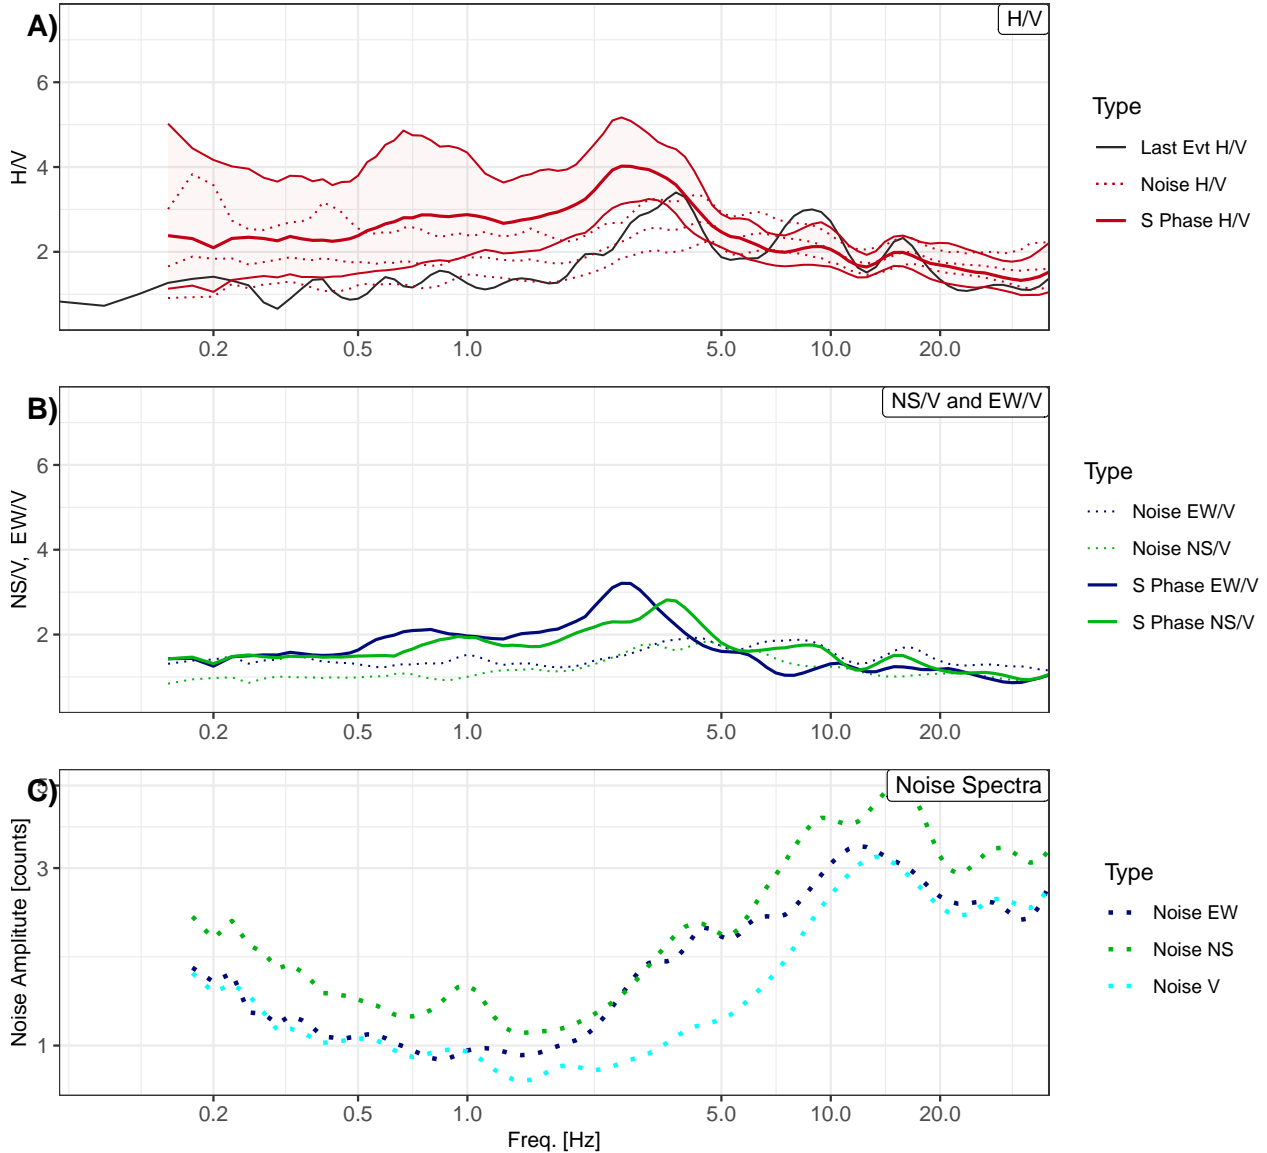 A)
H/V
6
4
2
H/V
0.2 0.5 1.0 5.0 10.0 20.0
Type
Last Evt H/V
Noise H/V
S Phase H/V
B)
NS/V and EW/V
6
4
2
NS/V, EW/V
0.2 0.5 1.0 5.0 10.0 20.0
Type
Noise EW/V
Noise NS/V
S Phase EW/V
S Phase NS/V
C)
Noise Spectra
5
3
1
Noise Amplitude [counts]
0.2 0.5 1.0 5.0 10.0 20.0
Freq. [Hz]
Type
Noise EW
Noise NS
Noise V